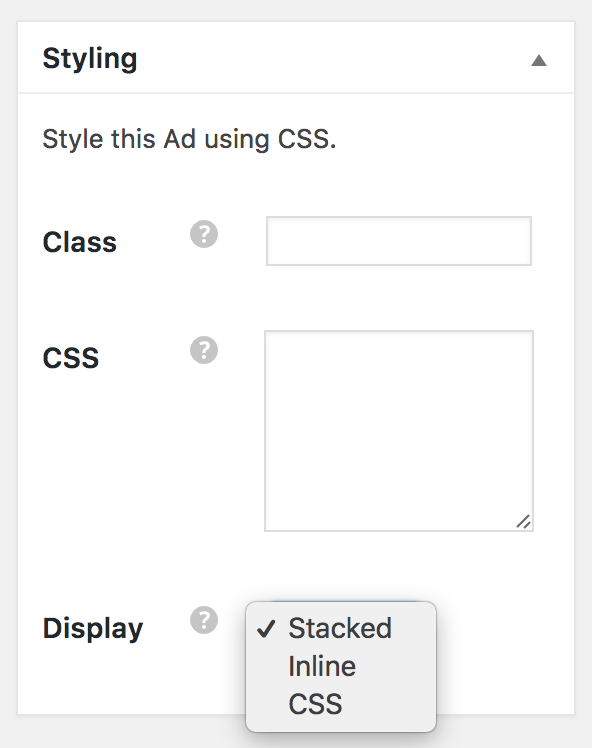 Styling
Style this Ad using CSS.
Class ?
CSS ?
Display ?
✓ Stacked
Inline
CSS